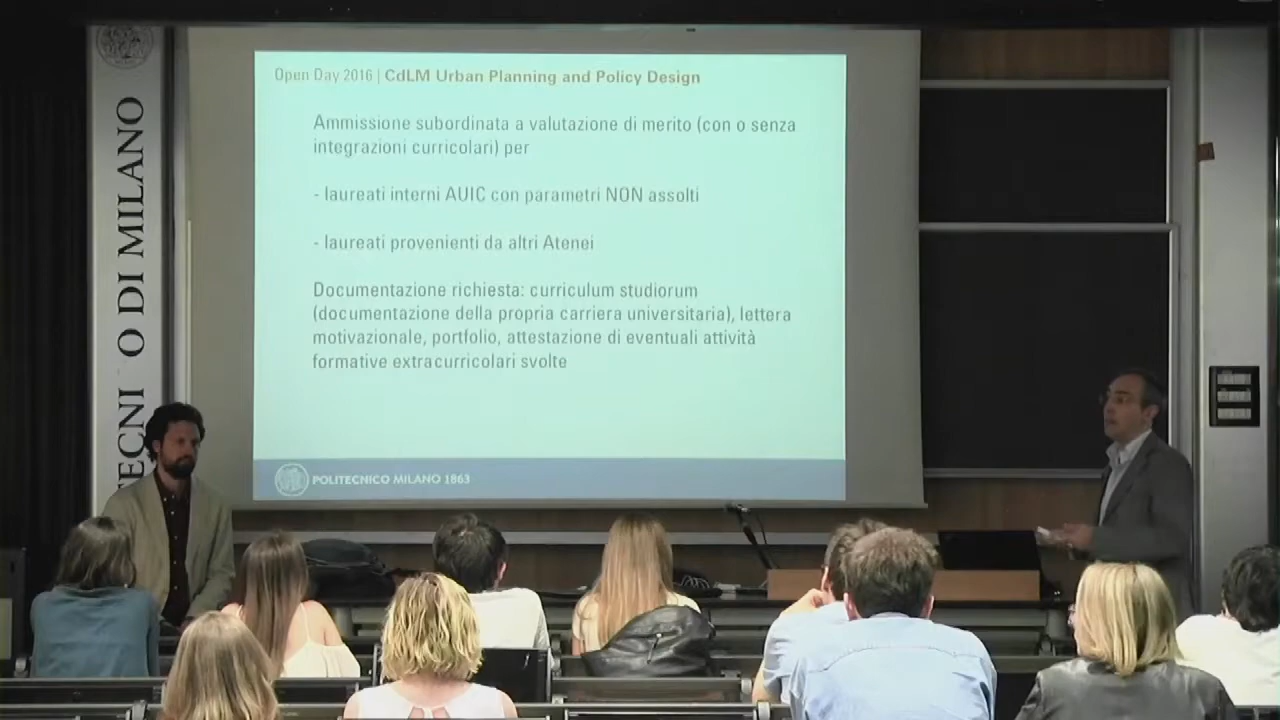 Open Day 2016 | CdLM Urban Planning and Policy Design
Ammissione subordinata a valutazione di merito (con o senza
integrazioni curricolari) per
- laureati interni AUIC con parametri NON assolti
- laureati provenienti da altri Atenei
Documentazione richiesta: curriculum studiorum
(documentazione della propria carriera universitaria), lettera
motivazionale, portfolio, attestazione di eventuali attività
formative extracurricolari svolte
POLITECNICO MILANO 1863
TECNI O DI MILANO